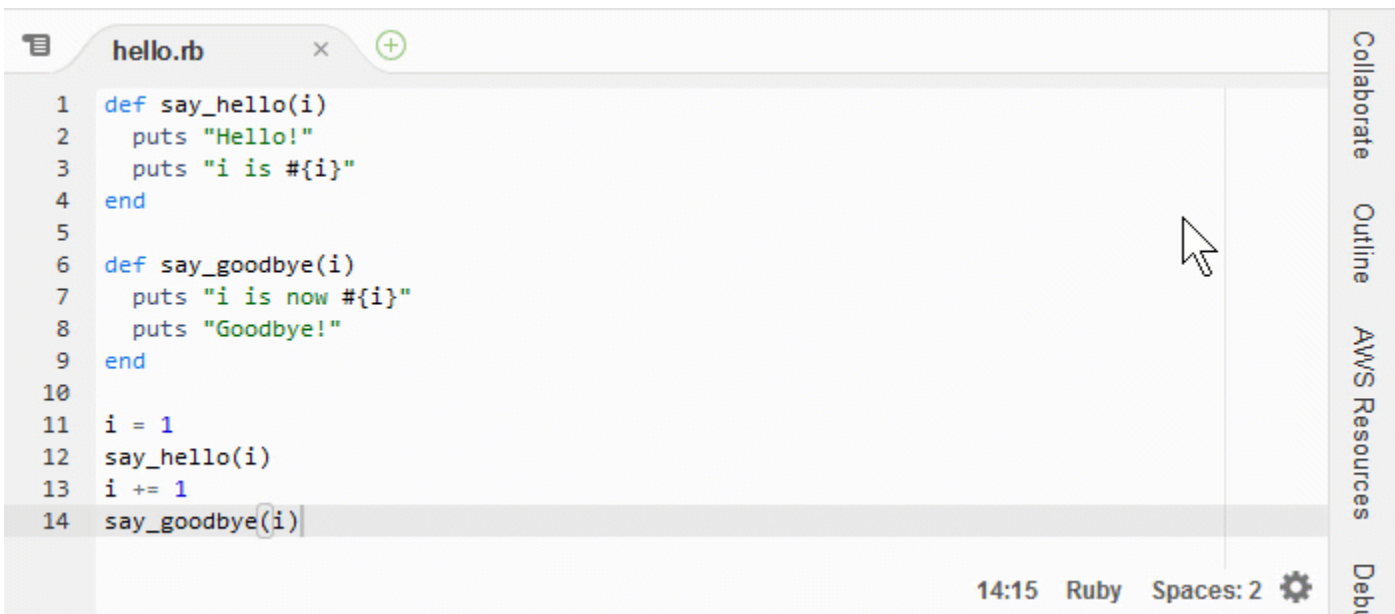 hello.rb
1 def say_hello(i)
2   puts "Hello!"
3   puts "i is #{i}"
4 end
5
6 def say_goodbye(i)
7   puts "i is now #{i}"
8   puts "Goodbye!"
9 end
10
11 i = 1
12 say_hello(i)
13 i += 1
14 say_goodbye(i)
14:15 Ruby Spaces: 2
Collaborate
Outline
AWS Resources
Debu